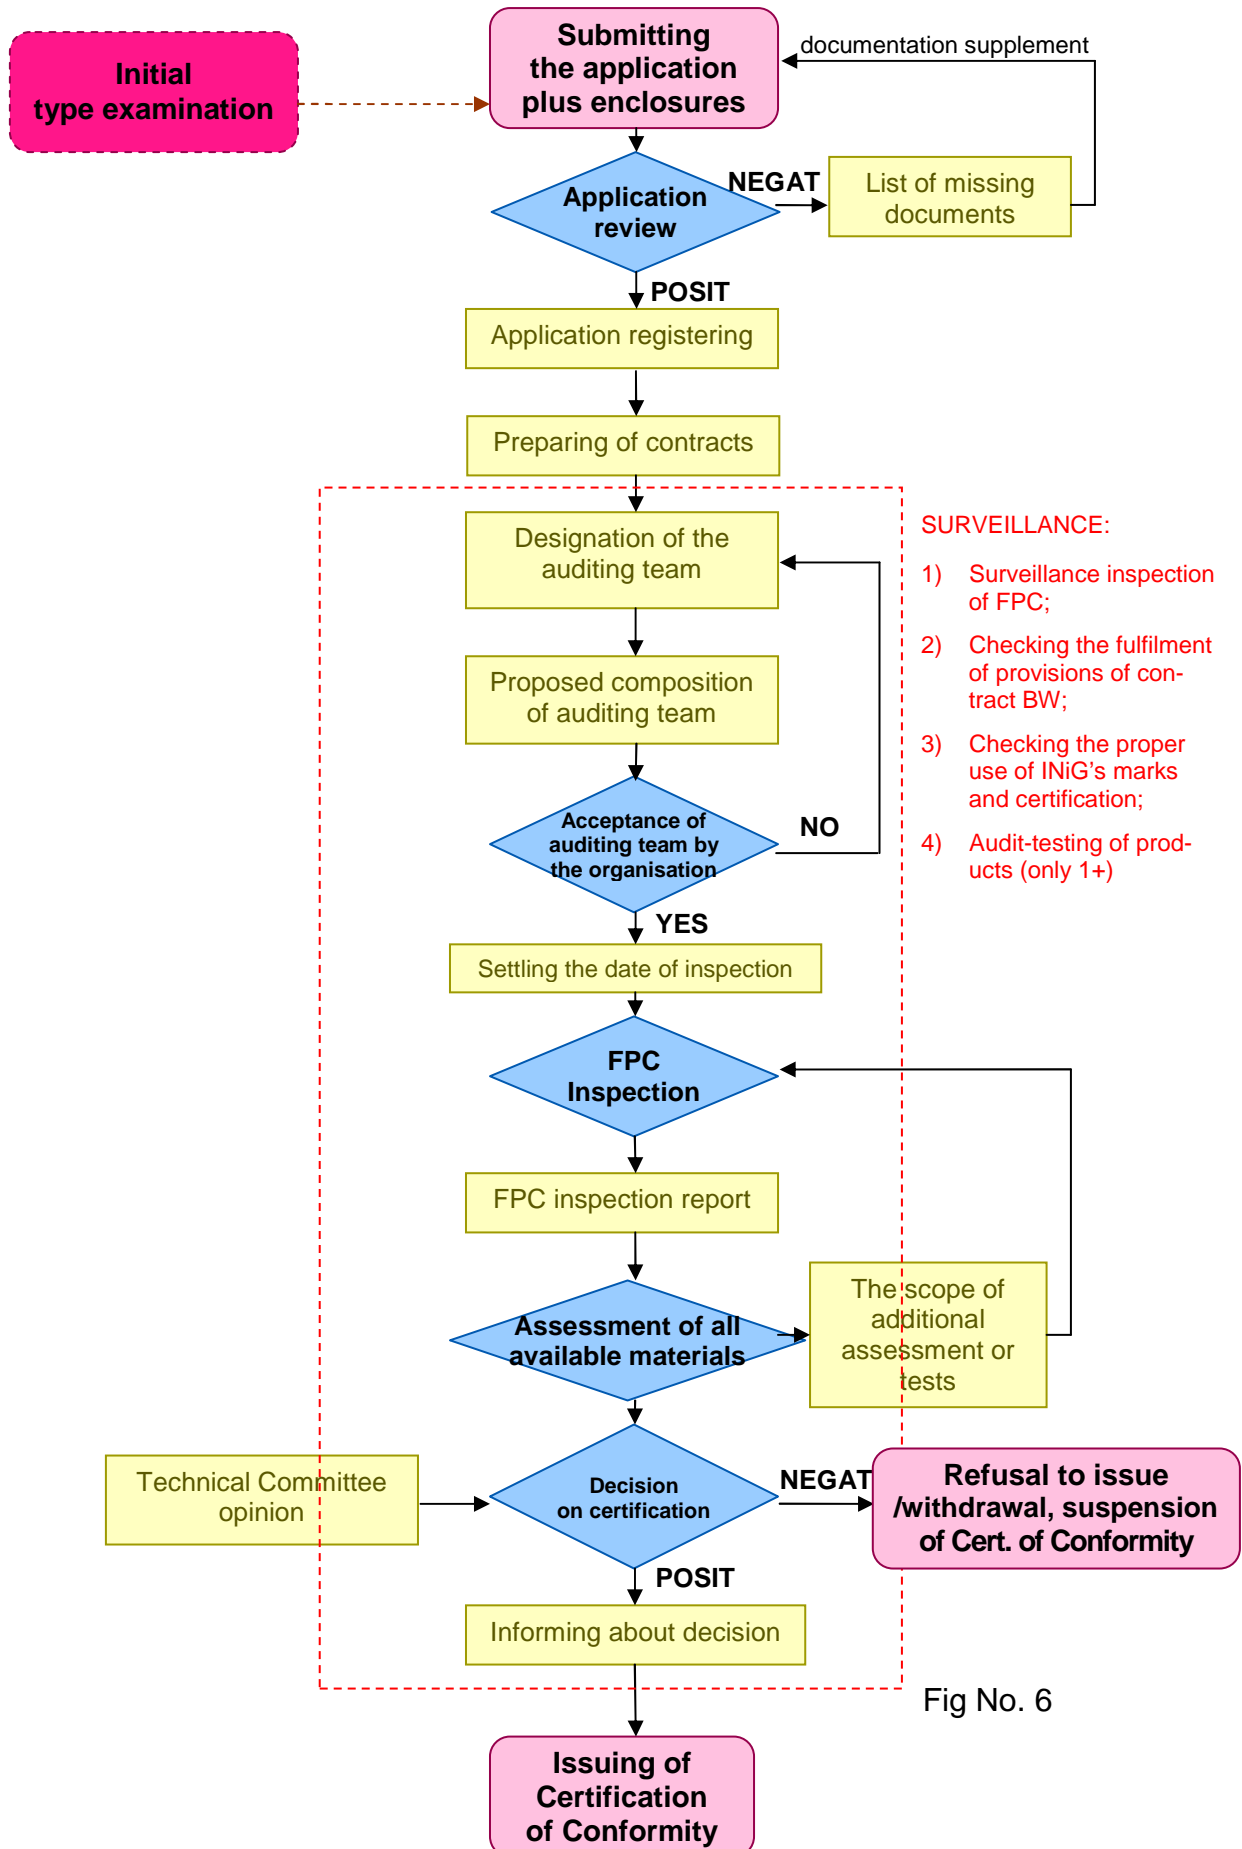 Initial
type examination
Submitting
the application
plus enclosures
documentation supplement
Application
review
NEGAT
List of missing
documents
POSIT
Application registering
Preparing of contracts
Designation of the
auditing team
Proposed composition
of auditing team
Acceptance of
auditing team by
the organisation
NO
YES
SURVEILLANCE:
1) Surveillance inspection
of FPC;
2) Checking the fulfilment
of provisions of con-
tract BW;
3) Checking the proper
use of INiG's marks
and certification;
4) Audit-testing of prod-
ucts (only 1+)
Settling the date of inspection
FPC
Inspection
FPC inspection report
Assessment of all
available materials
The scope of
additional
assessment or
tests
Technical Committee
opinion
Decision
on certification
NEGAT
Refusal to issue
/withdrawal, suspension
of Cert. of Conformity
POSIT
Informing about decision
Fig No. 6
Issuing of
Certification
of Conformity